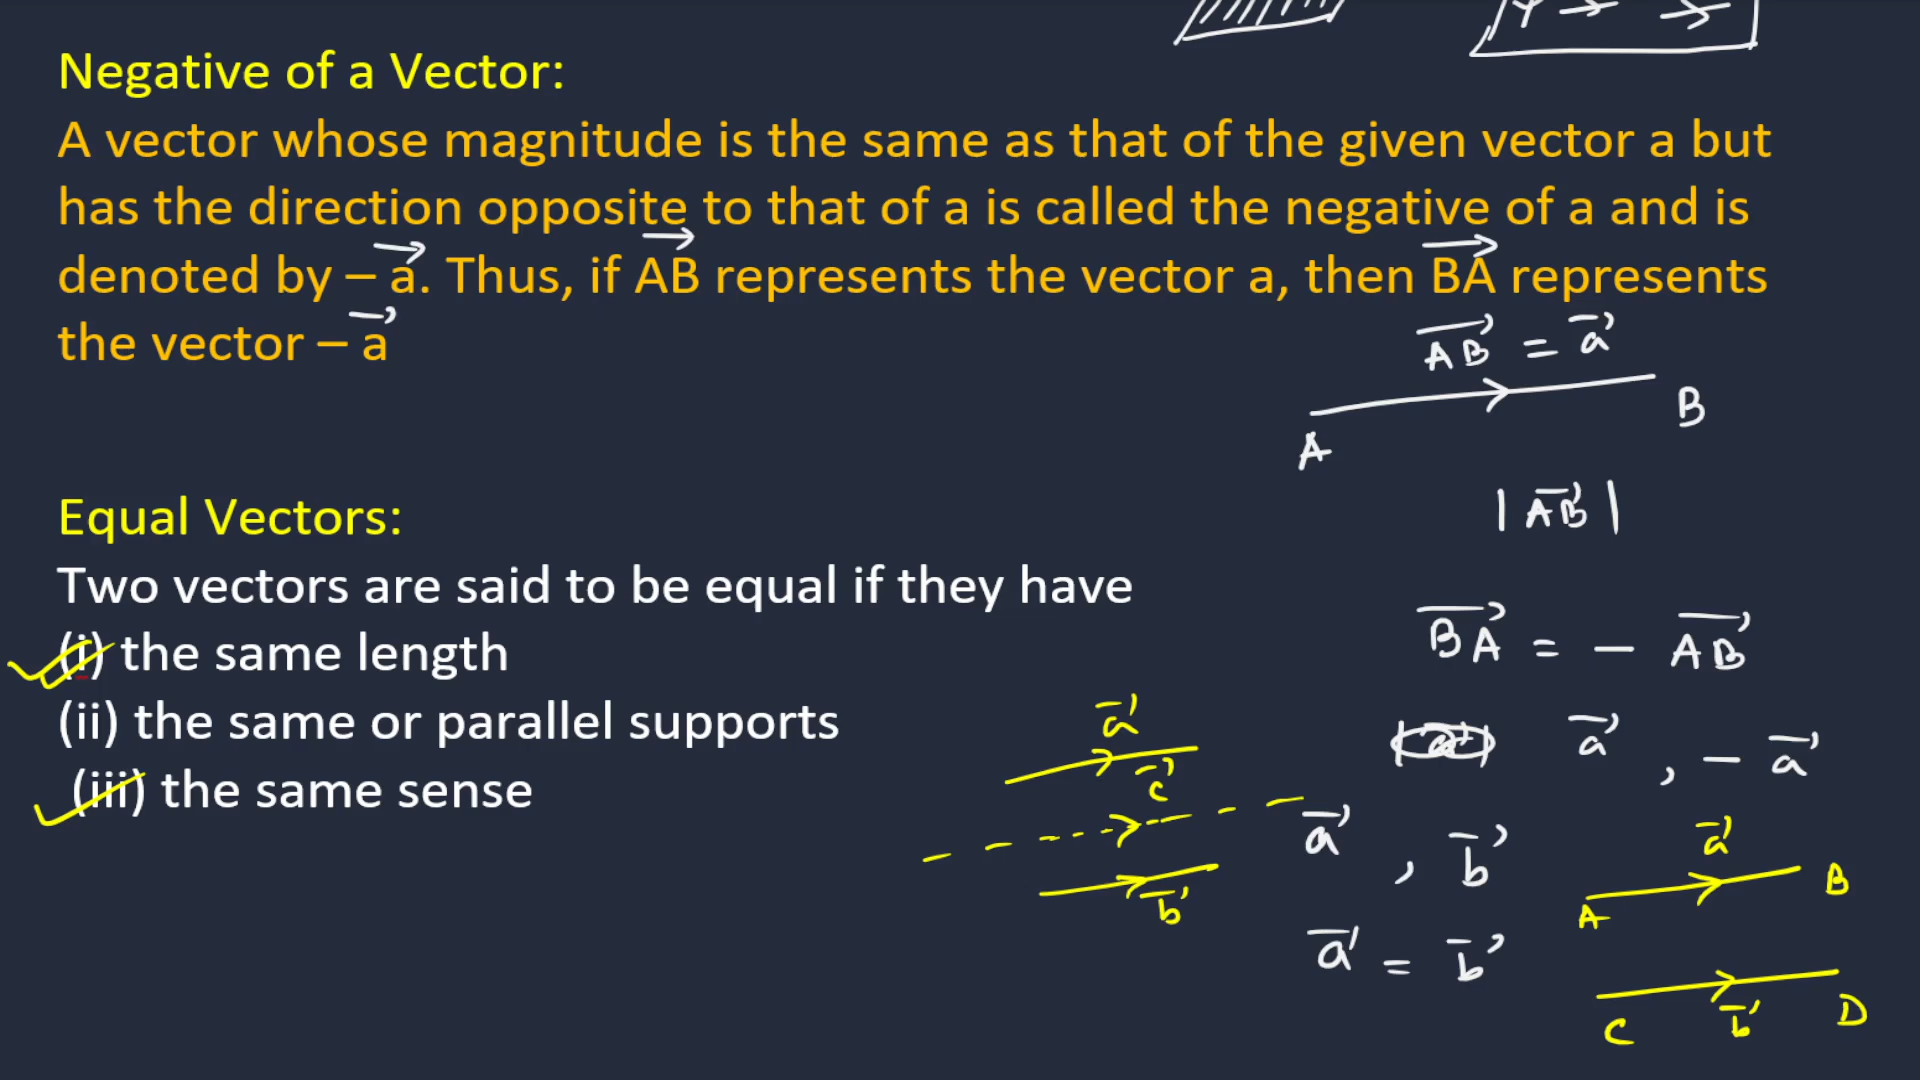 Negative of a Vector:
A vector whose magnitude is the same as that of the given vector a but
has the direction opposite to that of a is called the negative of a and is
denoted by – a. Thus, if AB represents the vector a, then BA represents
the vector – a
AB = a
A
B
|AB|
Equal Vectors:
Two vectors are said to be equal if they have
(i) the same length
(ii) the same or parallel supports
(iii) the same sense
BA = – AB
a , – a
a
c
b
a , b
a = b
a
A
B
C
b
D